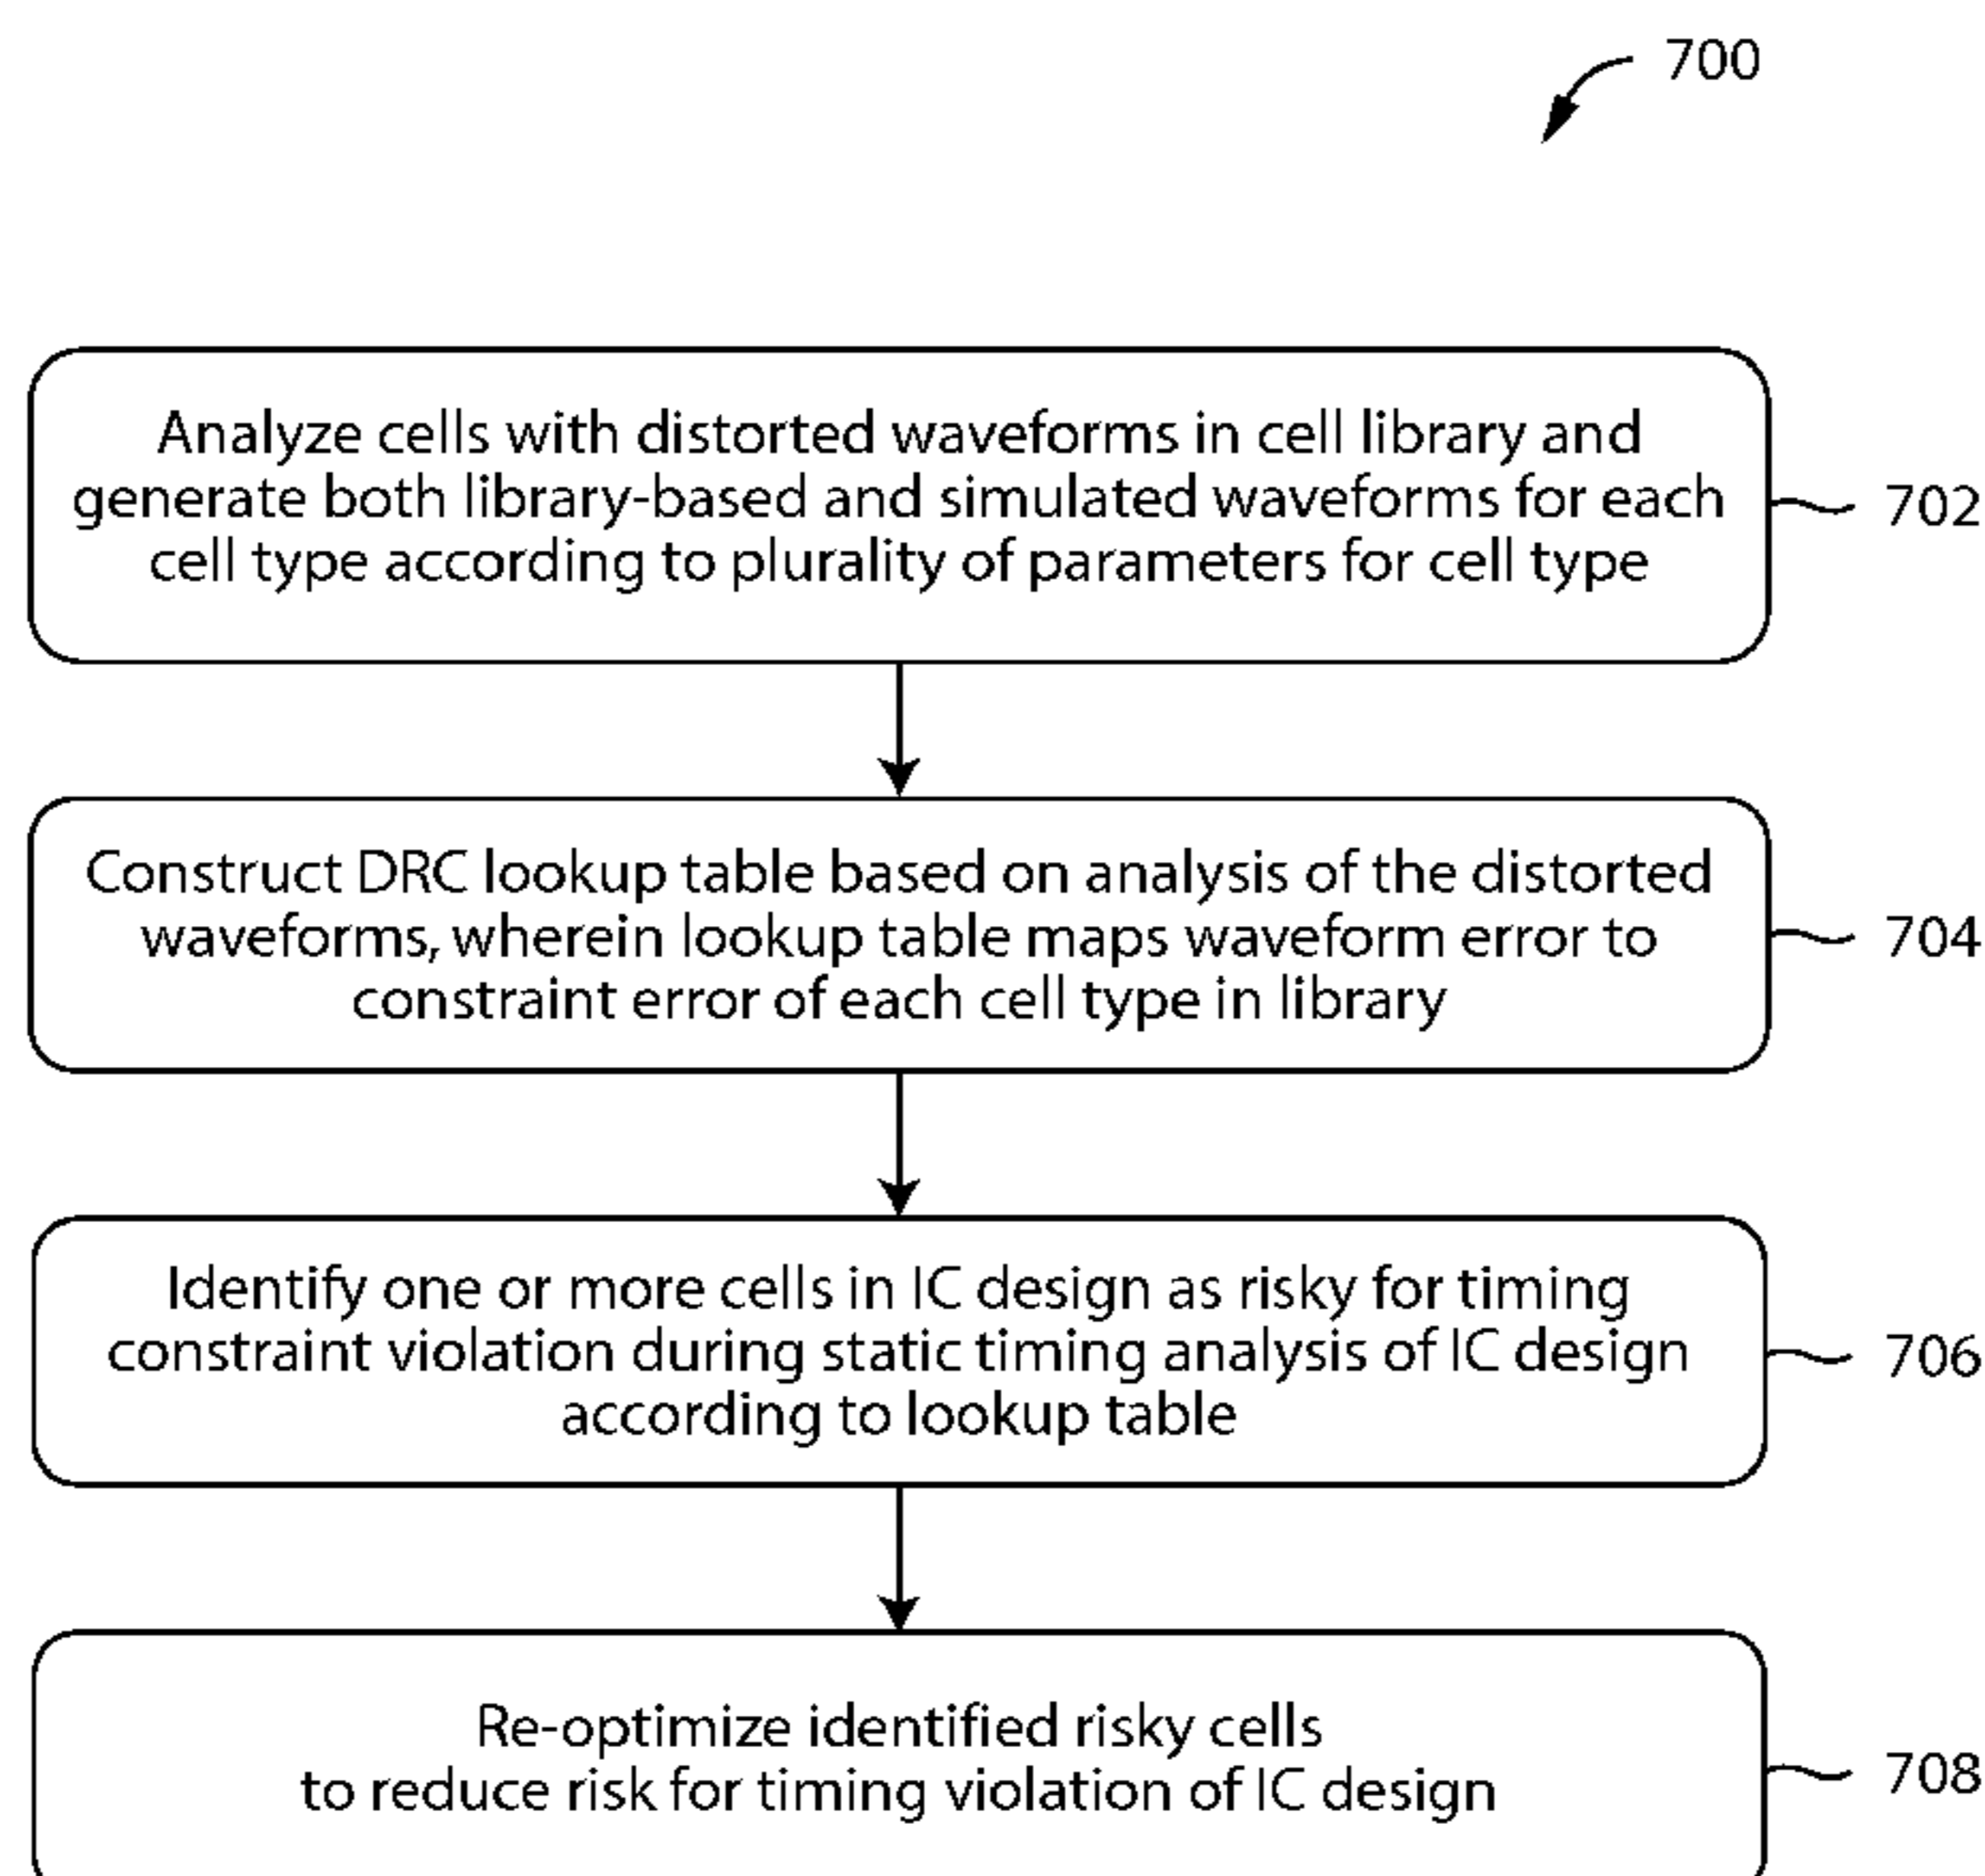 700
Analyze cells with distorted waveforms in cell library and
generate both library-based and simulated waveforms for each
cell type according to plurality of parameters for cell type
702
Construct DRC lookup table based on analysis of the distorted
waveforms, wherein lookup table maps waveform error to
constraint error of each cell type in library
704
Identify one or more cells in IC design as risky for timing
constraint violation during static timing analysis of IC design
according to lookup table
706
Re-optimize identified risky cells
to reduce risk for timing violation of IC design
708